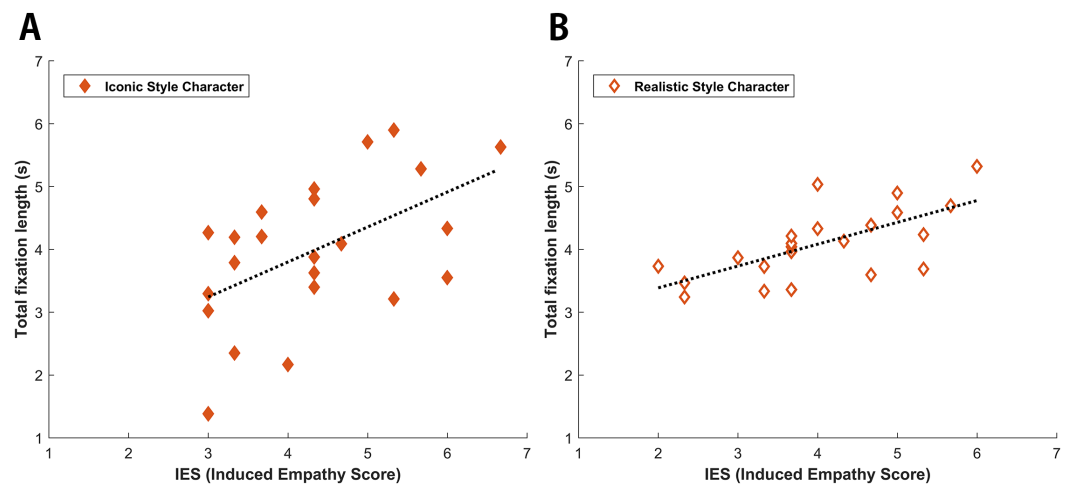 A
Iconic Style Character
Total fixation length (s)
7
6
5
4
3
2
1
1 2 3 4 5 6 7
IES (Induced Empathy Score)
B
Realistic Style Character
Total fixation length (s)
7
6
5
4
3
2
1
1 2 3 4 5 6 7
IES (Induced Empathy Score)